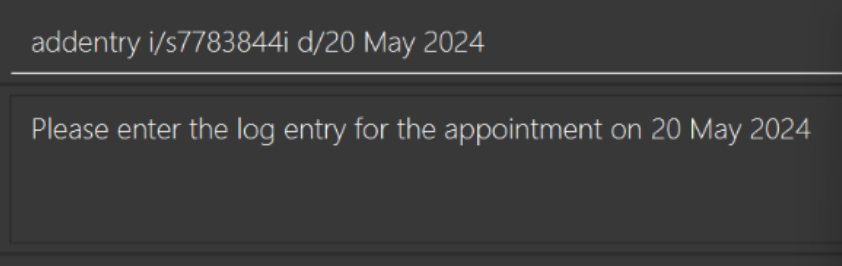 addentry i/s7783844i d/20 May 2024
Please enter the log entry for the appointment on 20 May 2024